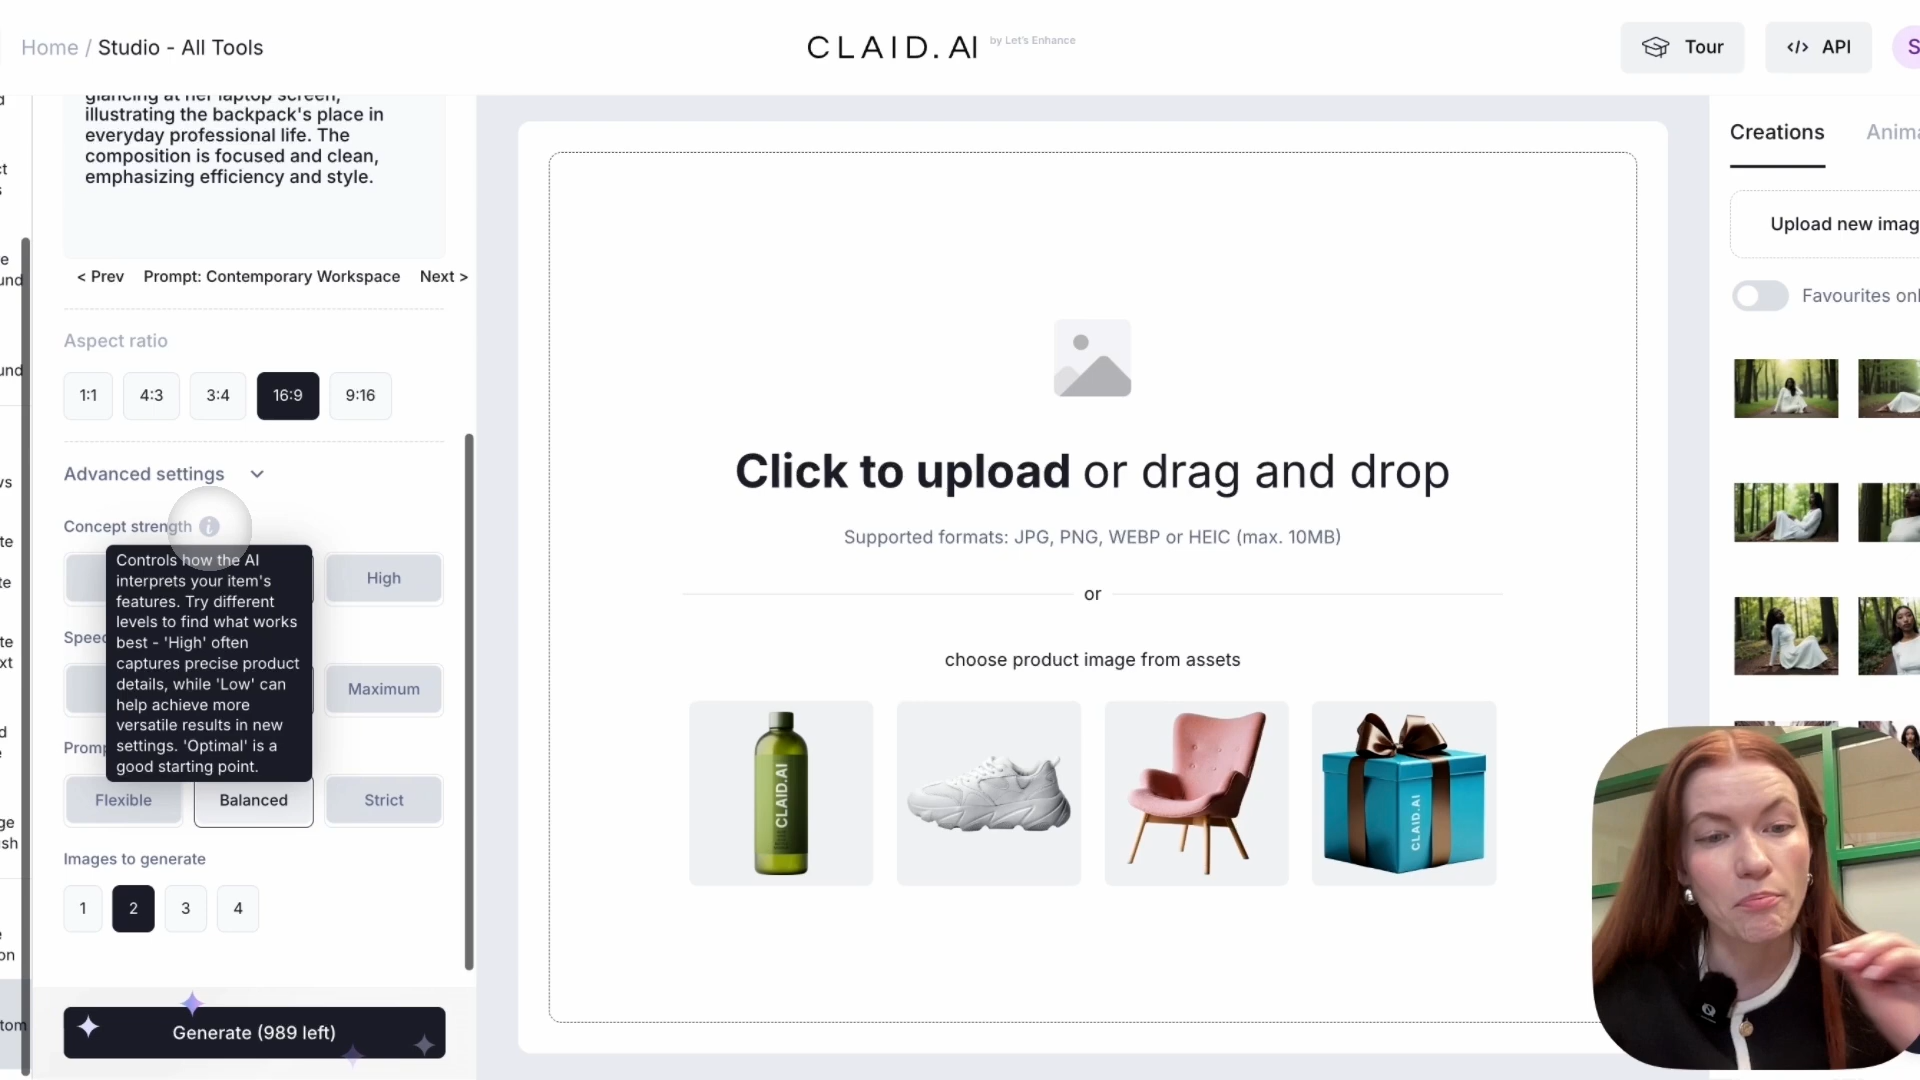 Home / Studio - All Tools
CLAID.AI by Let's Enhance
Tour
API
S
glancing at her laptop screen,
illustrating the backpack's place in
everyday professional life. The
composition is focused and clean,
emphasizing efficiency and style.
< Prev Prompt: Contemporary Workspace Next >
Aspect ratio
1:1 4:3 3:4 16:9 9:16
Advanced settings
Concept strength
Controls how the AI
interprets your item's
features. Try different
levels to find what works
best - 'High' often
captures precise product
details, while 'Low' can
help achieve more
versatile results in new
settings. 'Optimal' is a
good starting point.
High
Speed
Maximum
Flexible Balanced Strict
Images to generate
1 2 3 4
Generate (989 left)
Click to upload or drag and drop
Supported formats: JPG, PNG, WEBP or HEIC (max. 10MB)
or
choose product image from assets
CLAID.AI
CLAID.AI
Creations
Upload new
Favourites